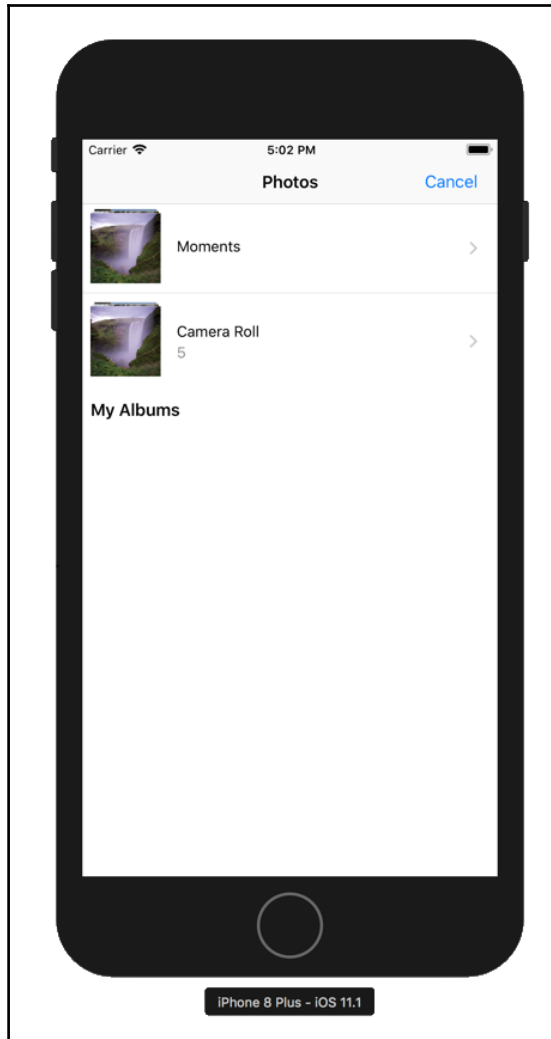 Carrier 5:02 PM
Photos Cancel
Moments
Camera Roll
5
My Albums
iPhone 8 Plus - iOS 11.1